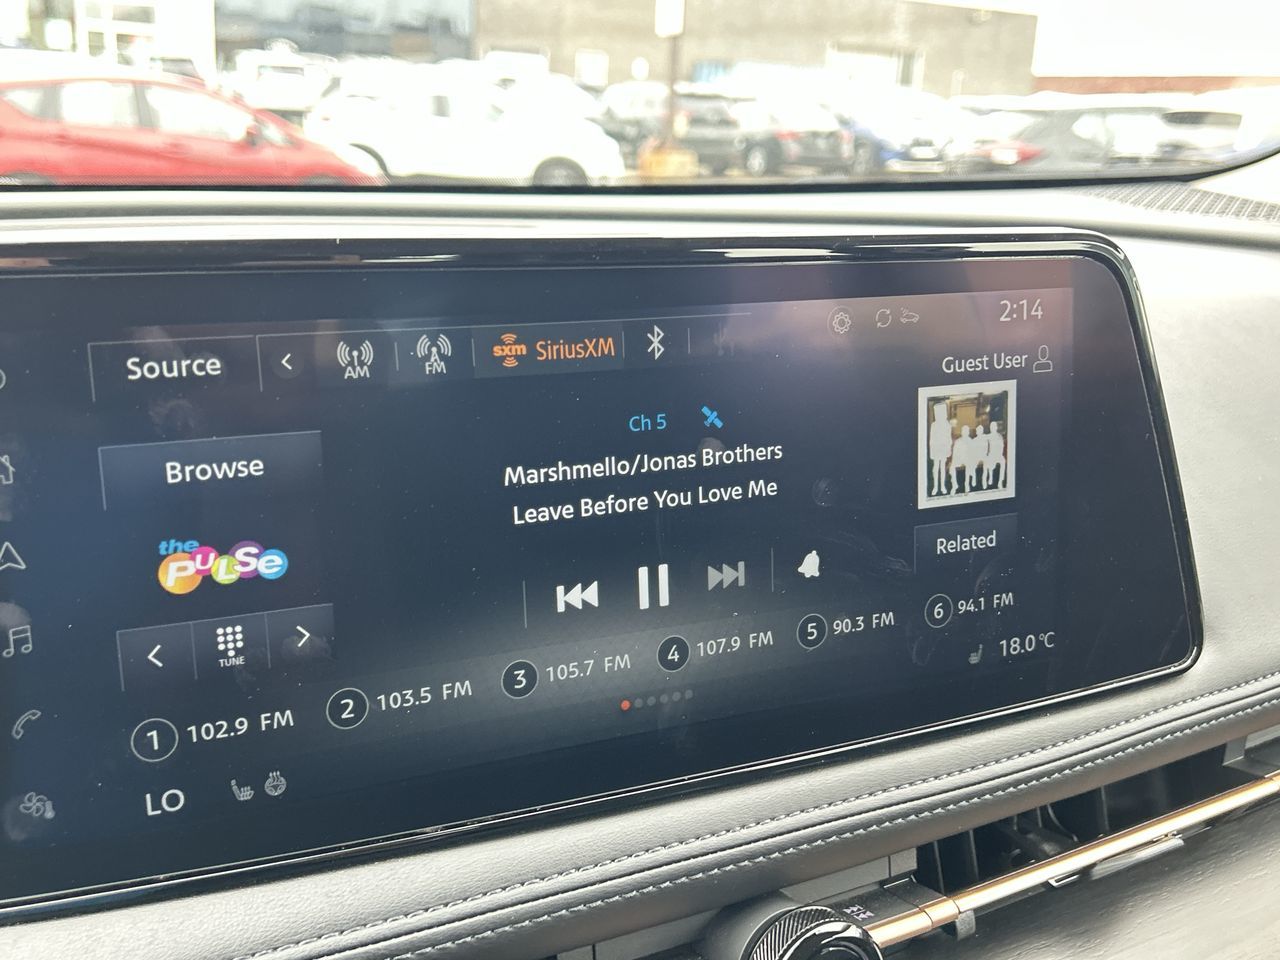 Source
AM
FM
sxm SiriusXM
2:14
Guest User
Ch 5
Marshmello/Jonas Brothers
Leave Before You Love Me
Browse
the PULSE
Related
TUNE
1 102.9 FM
2 103.5 FM
3 105.7 FM
4 107.9 FM
5 90.3 FM
6 94.1 FM
LO
18.0°C